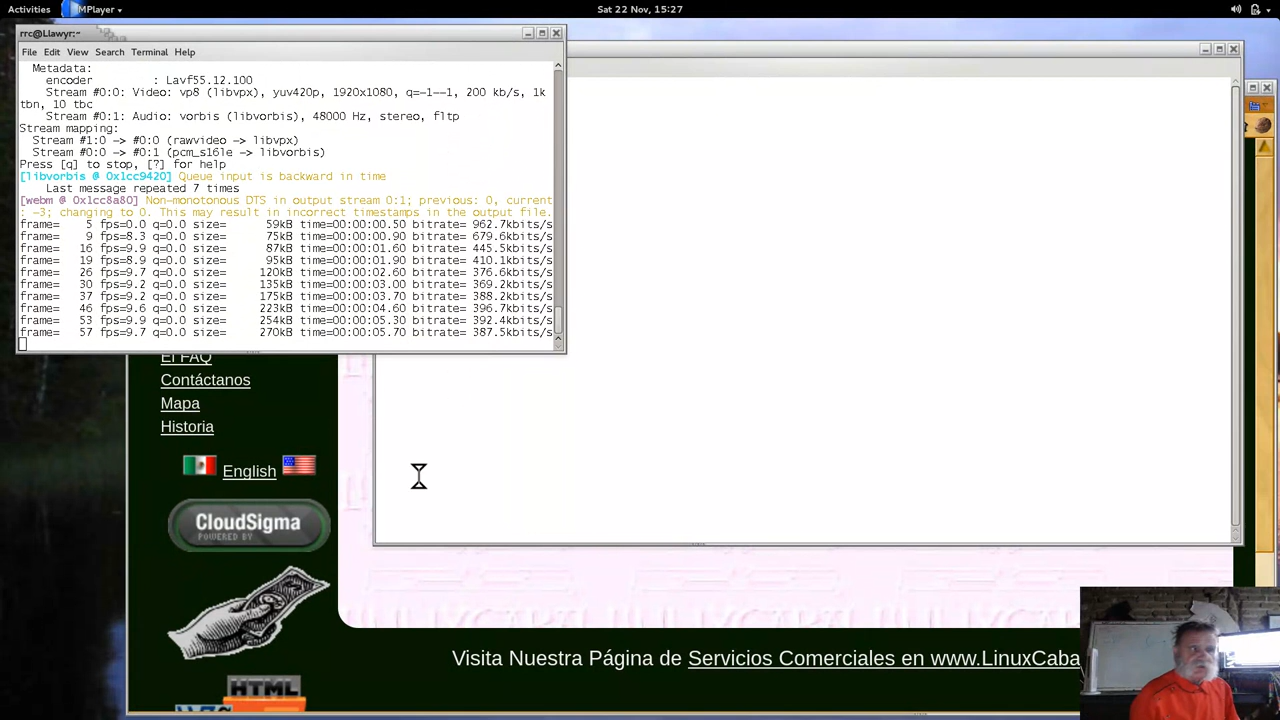 Activities
MPlayer
Sat 22 Nov, 15:27
rrc@Llawyr:~
File Edit View Search Terminal Help
Metadata:
encoder : Lavf55.12.100
Stream #0:0: Video: vp8 (libvpx), yuv420p, 1920x1080, q=-1--1, 200 kb/s, 1k
tbn, 10 tbc
Stream #0:1: Audio: vorbis (libvorbis), 48000 Hz, stereo, fltp
Stream mapping:
Stream #1:0 -> #0:0 (rawvideo -> libvpx)
Stream #0:0 -> #0:1 (pcm_s16le -> libvorbis)
Press [q] to stop, [?] for help
[libvorbis @ 0x1cc9420] Queue input is backward in time
Last message repeated 7 times
[webm @ 0x1cc8a80] Non-monotonous DTS in output stream 0:1; previous: 0, current
: -3; changing to 0. This may result in incorrect timestamps in the output file.
frame= 5 fps=0.0 q=0.0 size= 59kB time=00:00:00.50 bitrate= 962.7kbits/s
frame= 9 fps=8.3 q=0.0 size= 75kB time=00:00:00.90 bitrate= 679.6kbits/s
frame= 16 fps=9.9 q=0.0 size= 87kB time=00:00:01.60 bitrate= 445.5kbits/s
frame= 19 fps=8.9 q=0.0 size= 95kB time=00:00:01.90 bitrate= 410.1kbits/s
frame= 26 fps=9.7 q=0.0 size= 120kB time=00:00:02.60 bitrate= 376.6kbits/s
frame= 30 fps=9.2 q=0.0 size= 135kB time=00:00:03.00 bitrate= 369.2kbits/s
frame= 37 fps=9.2 q=0.0 size= 175kB time=00:00:03.70 bitrate= 388.2kbits/s
frame= 46 fps=9.6 q=0.0 size= 223kB time=00:00:04.60 bitrate= 396.7kbits/s
frame= 53 fps=9.9 q=0.0 size= 254kB time=00:00:05.30 bitrate= 392.4kbits/s
frame= 57 fps=9.7 q=0.0 size= 270kB time=00:00:05.70 bitrate= 387.5kbits/s
El FAQ
Contáctanos
Mapa
Historia
English
CloudSigma
POWERED BY
Visita Nuestra Página de Servicios Comerciales en www.LinuxCaba
HTML